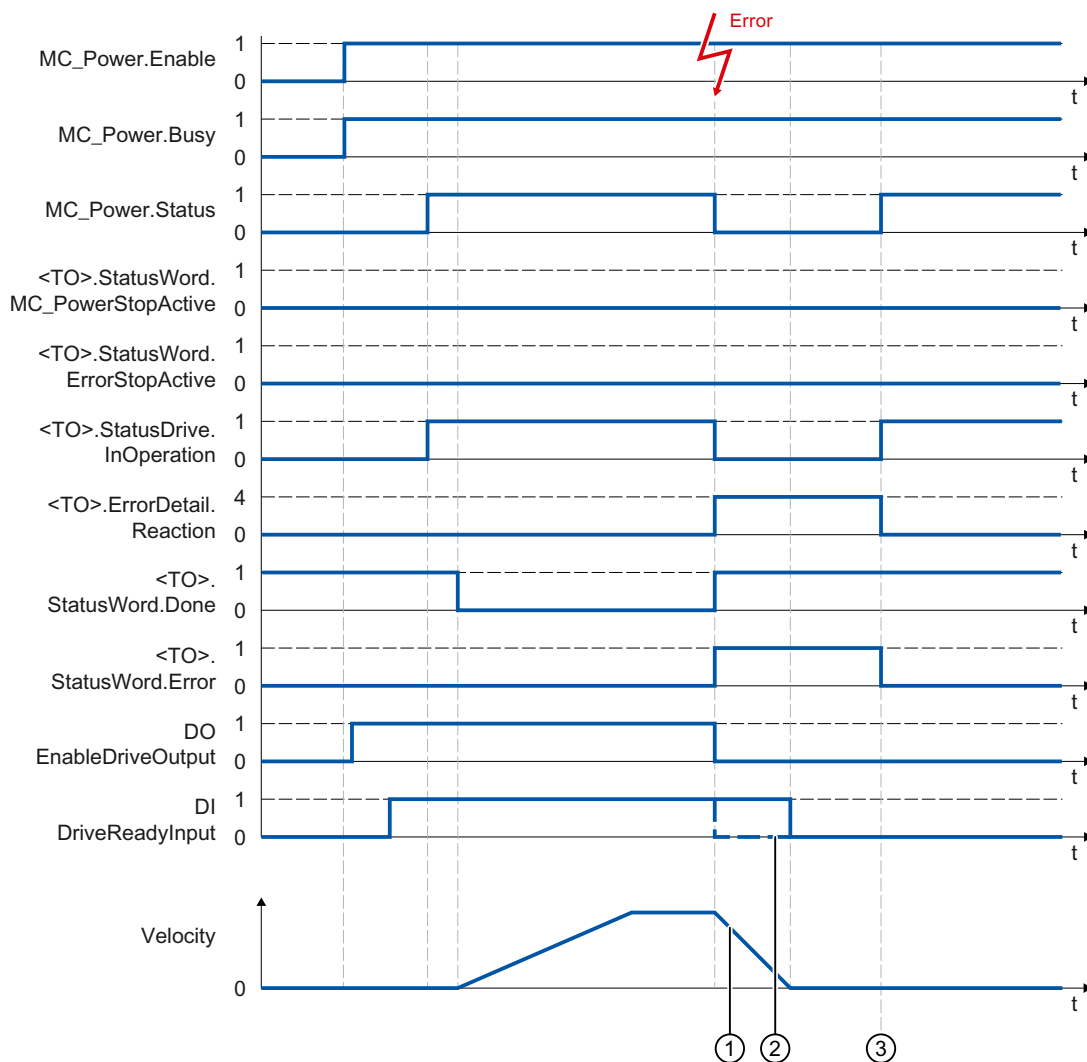 Error
1
MC_Power.Enable
0
t
1
MC_Power.Busy
0
t
1
MC_Power.Status
0
t
<TO>.StatusWord.
1
MC_PowerStopActive
0
t
<TO>.StatusWord.
1
ErrorStopActive
0
t
<TO>.StatusDrive.
1
InOperation
0
t
<TO>.ErrorDetail.
4
Reaction
0
t
<TO>.
1
StatusWord.Done
0
t
<TO>.
1
StatusWord.Error
0
t
DO
1
EnableDriveOutput
0
t
DI
1
DriveReadyInput
0
t
Velocity
0
t
1 2 3